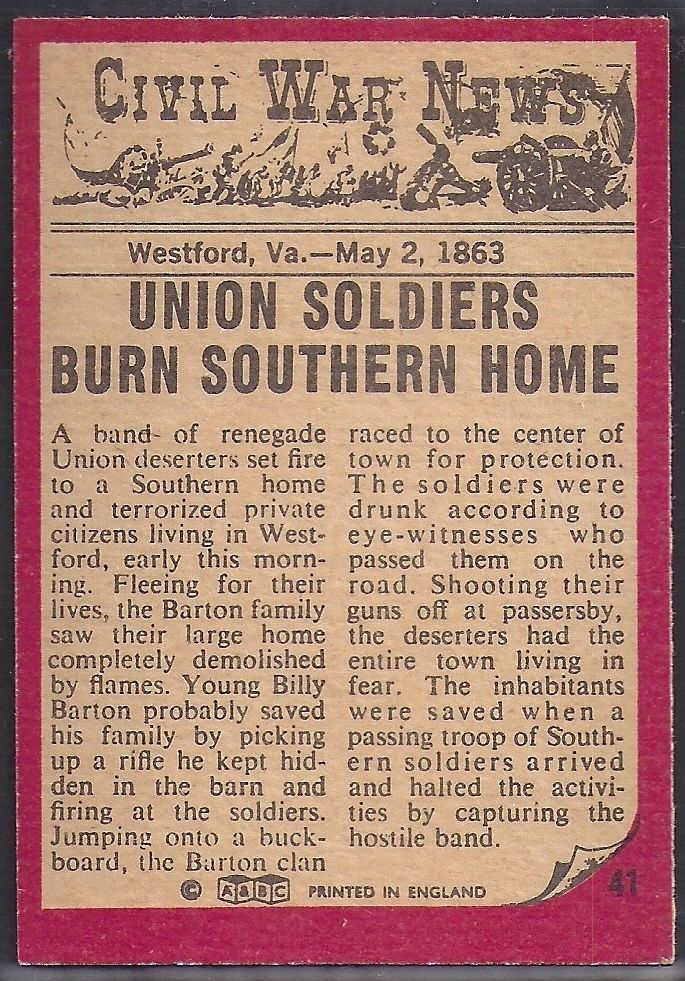 CIVIL WAR NEWS
Westford, Va.—May 2, 1863
UNION SOLDIERS
BURN SOUTHERN HOME
A band of renegade
Union deserters set fire
to a Southern home
and terrorized private
citizens living in West-
ford, early this morn-
ing. Fleeing for their
lives, the Barton family
saw their large home
completely demolished
by flames. Young Billy
Barton probably saved
his family by picking
up a rifle he kept hid-
den in the barn and
firing at the soldiers.
Jumping onto a buck-
board, the Barton clan
raced to the center of
town for protection.
The soldiers were
drunk according to
eye-witnesses who
passed them on the
road. Shooting their
guns off at passersby,
the deserters had the
entire town living in
fear. The inhabitants
were saved when a
passing troop of South-
ern soldiers arrived
and halted the activi-
ties by capturing the
hostile band.
© A&BC PRINTED IN ENGLAND
41